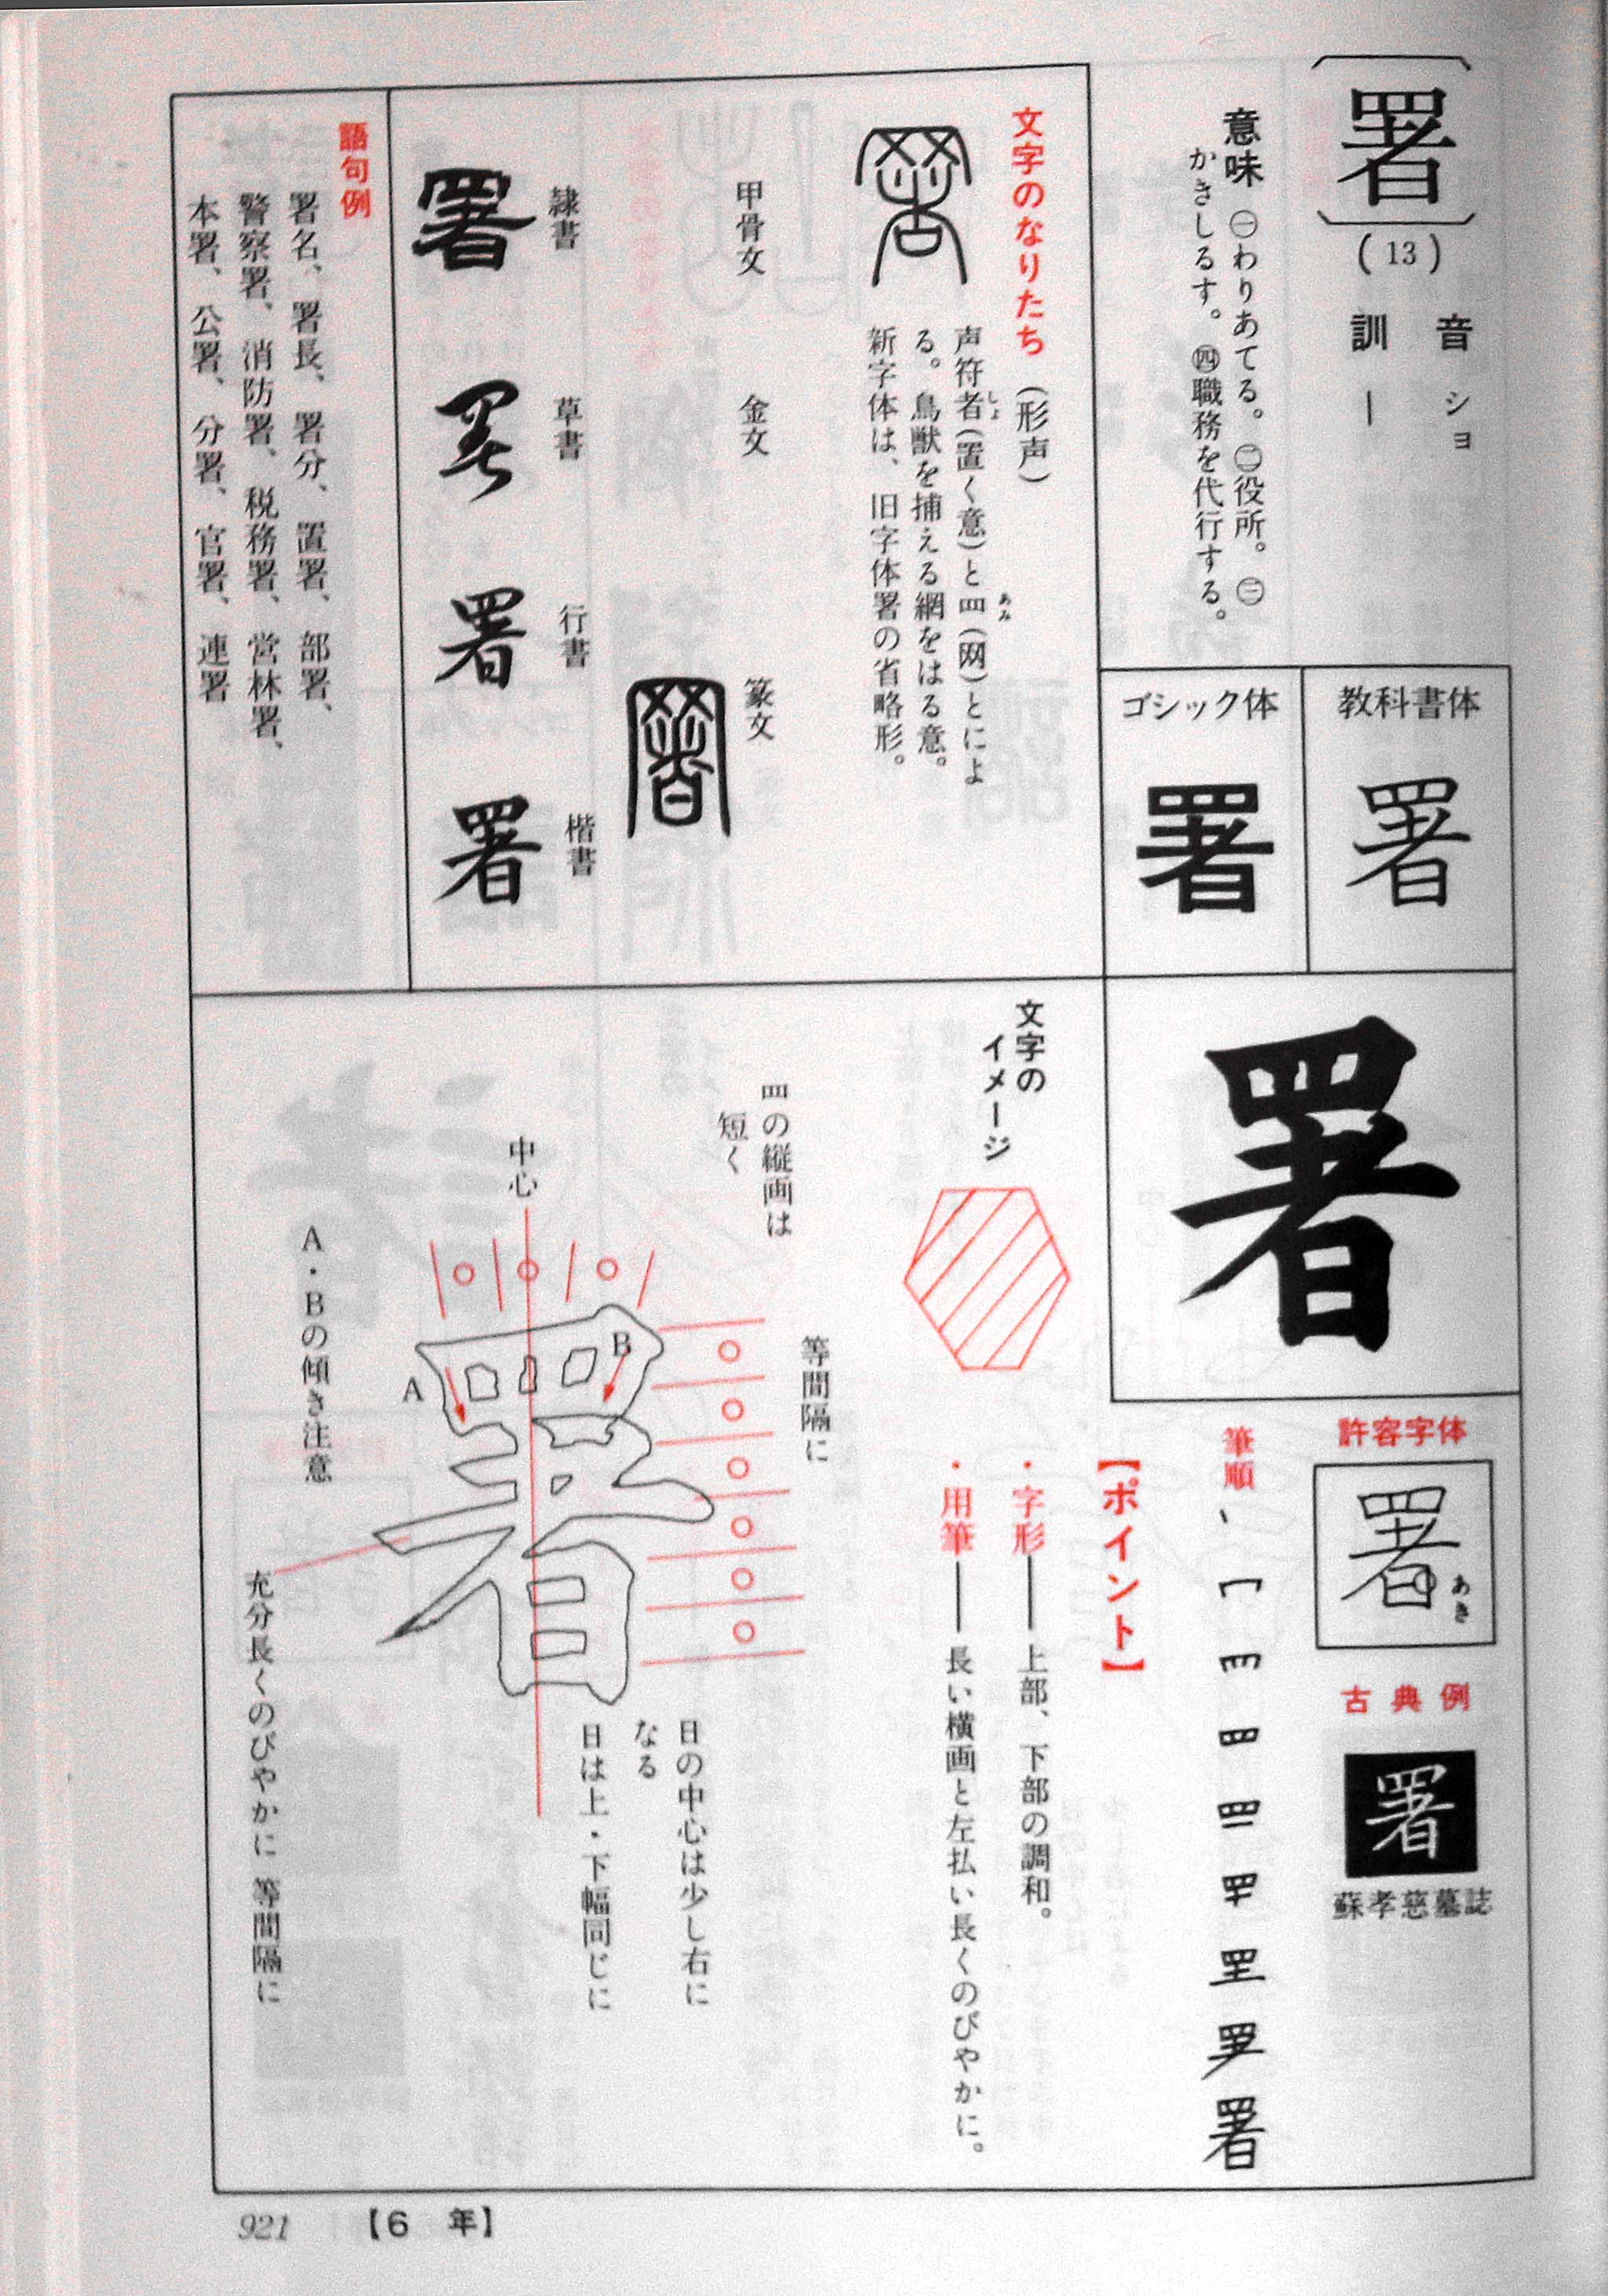 署
(13)
音 ショ
訓 ―
意味 ㊀わりあてる。㊁役所。㊂
かきしるす。㊃職務を代行する。
教科書体
署
ゴシック体
署
署
文字のなりたち (形声)
声符者(置く意)と罒(网)とによ
しょ
あみ
る。鳥獣を捕える網をはる意。
新字体は、旧字体署の省略形。
甲骨文
金文
篆文
隷書
署
草書
行書
署
楷書
署
語句例
署名、署長、署分、置署、部署、
警察署、消防署、税務署、営林署、
本署、公署、分署、官署、連署
許容字体
署
あき
古典例
署
蘇孝慈墓誌
筆順
署
【ポイント】
・字形――上部、下部の調和。
・用筆――長い横画と左払い長くのびやかに。
文字の
イメージ
等間隔に
罒の縦画は
短く
中心
A
B
A・Bの傾き注意
日の中心は少し右に
なる
日は上・下幅同じに
充分長くのびやかに 等間隔に
921 【6 年】